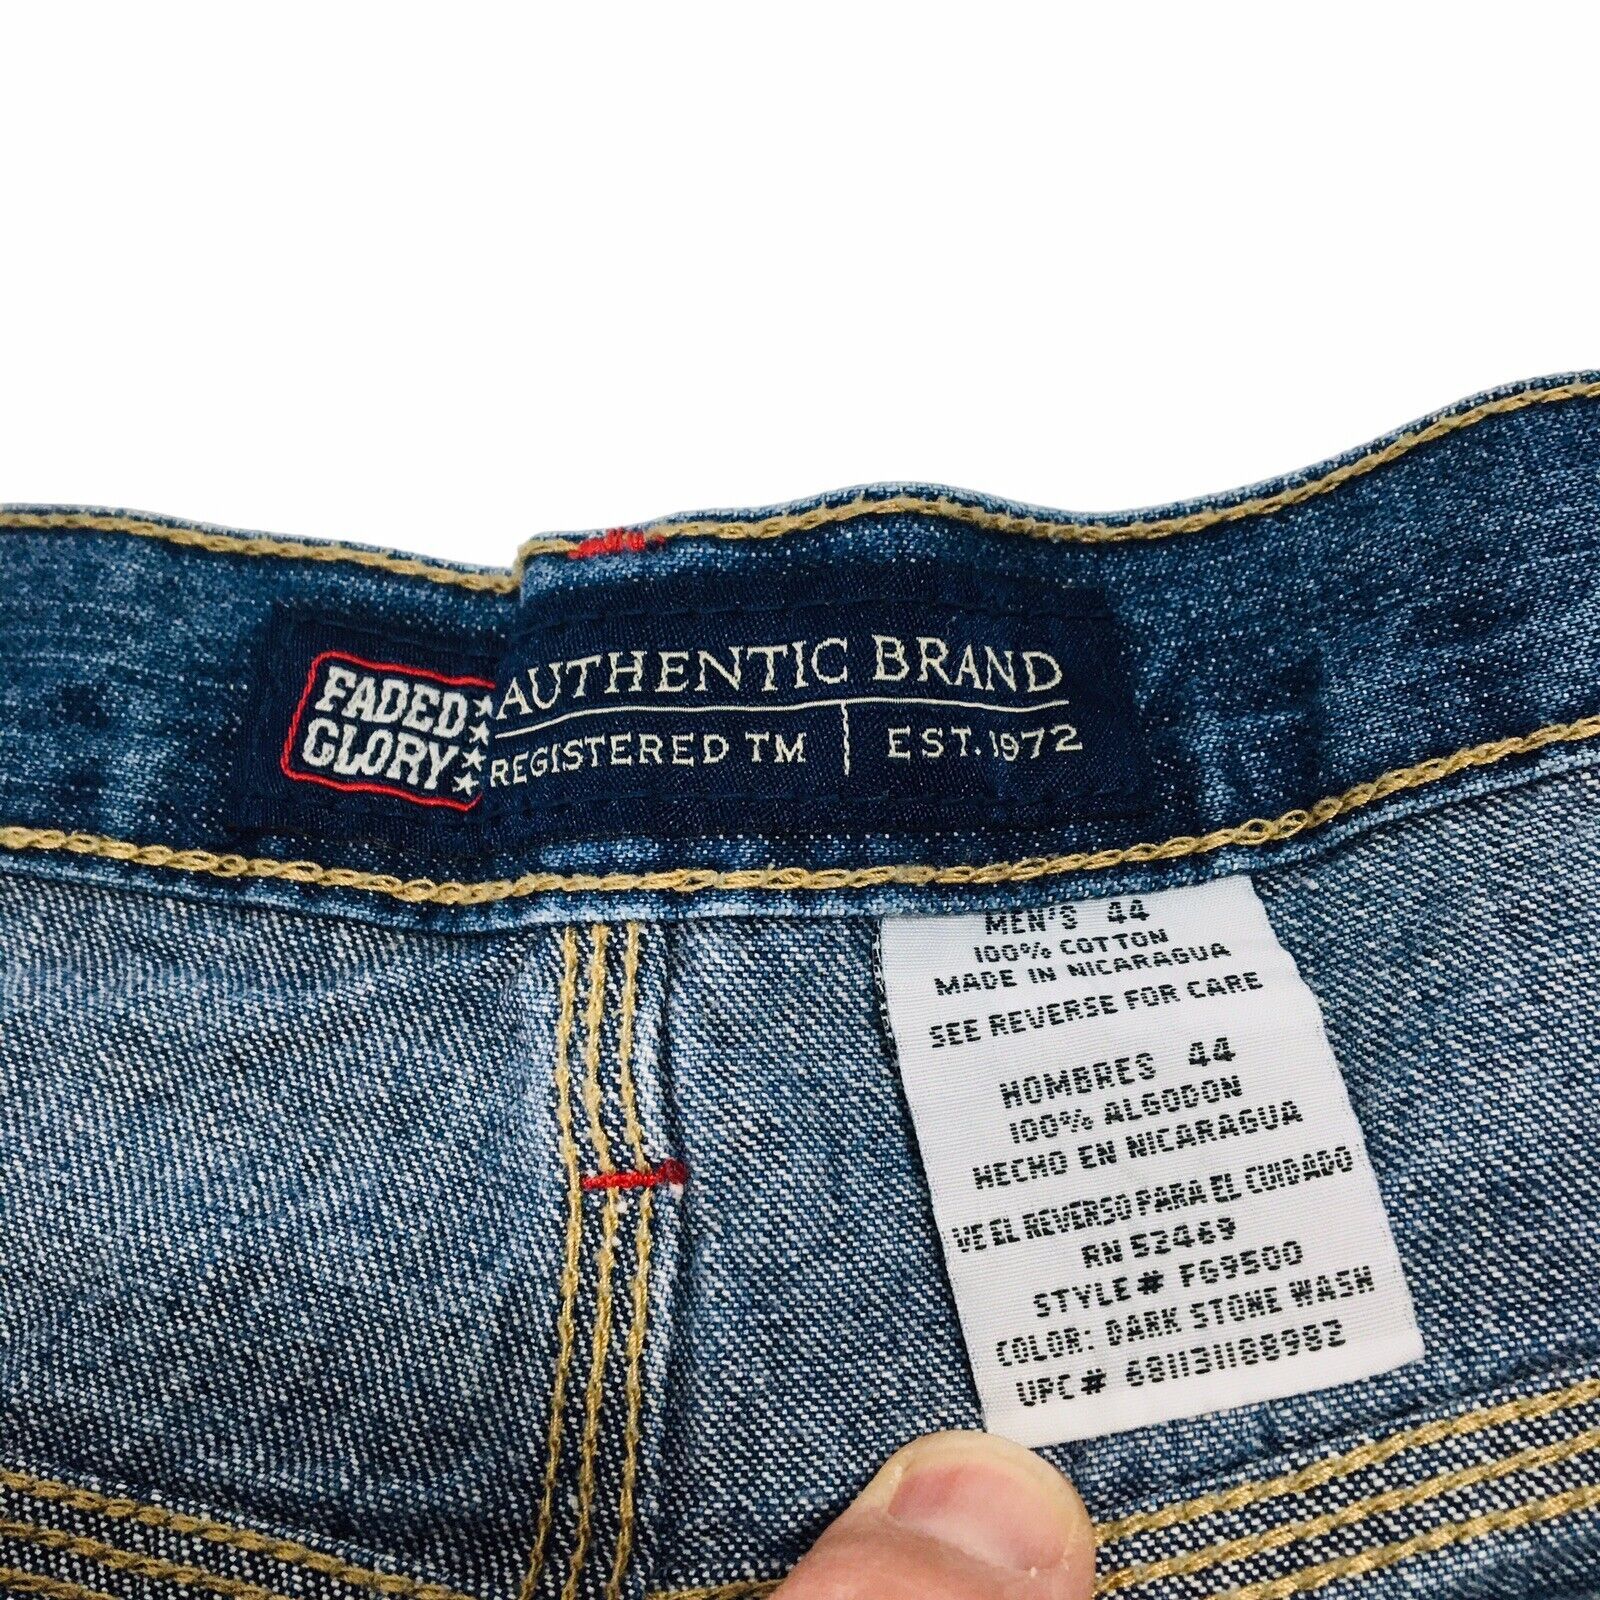 FADED
GLORY
AUTHENTIC BRAND
REGISTERED TM EST. 1972
MEN'S 44
100% COTTON
MADE IN NICARAGUA
SEE REVERSE FOR CARE
HOMBRES 44
100% ALGODON
HECHO EN NICARAGUA
VE EL REVERSO PARA EL CUIDADO
RN 52469
STYLE# FG9500
COLOR: DARK STONE WASH
UPC# 681131188982